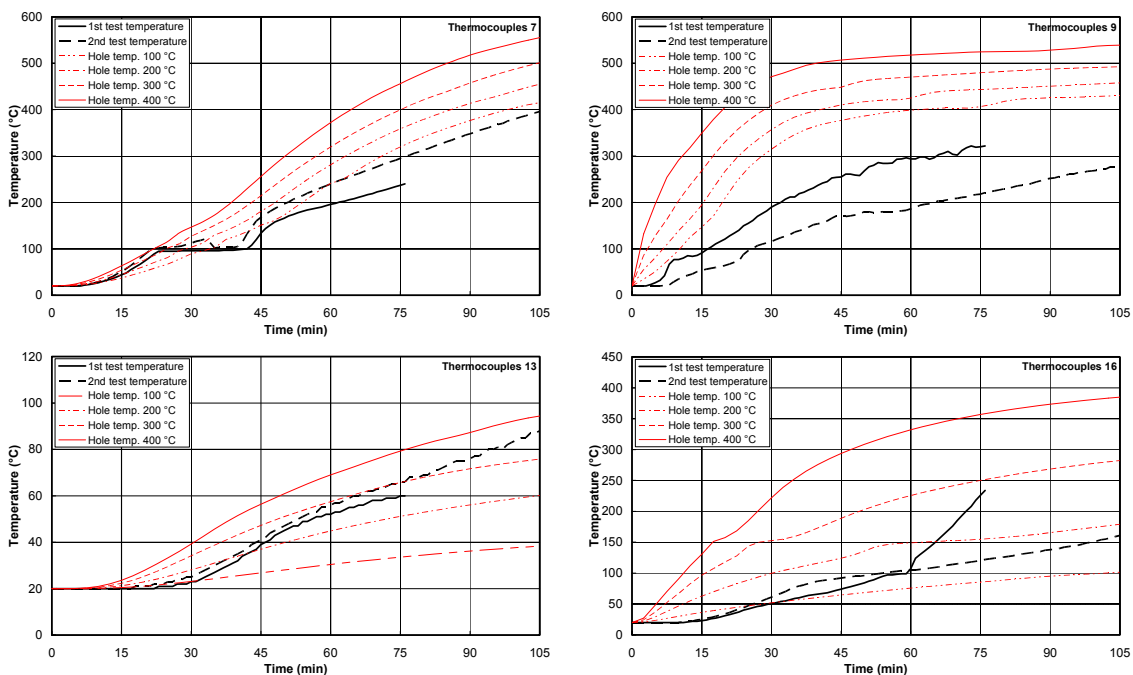 600
500
400
300
200
100
0
Temperature (°C)
1st test temperature
2nd test temperature
Hole temp. 100 °C
Hole temp. 200 °C
Hole temp. 300 °C
Hole temp. 400 °C
Thermocouples 7
0 15 30 45 60 75 90 105
Time (min)
600
500
400
300
200
100
0
Temperature (°C)
1st test temperature
2nd test temperature
Hole temp. 100 °C
Hole temp. 200 °C
Hole temp. 300 °C
Hole temp. 400 °C
Thermocouples 9
0 15 30 45 60 75 90 105
Time (min)
120
100
80
60
40
20
0
Temperature (°C)
1st test temperature
2nd test temperature
Hole temp. 100 °C
Hole temp. 200 °C
Hole temp. 300 °C
Hole temp. 400 °C
Thermocouples 13
0 15 30 45 60 75 90 105
Time (min)
450
400
350
300
250
200
150
100
50
0
Temperature (°C)
1st test temperature
2nd test temperature
Hole temp. 100 °C
Hole temp. 200 °C
Hole temp. 300 °C
Hole temp. 400 °C
Thermocouples 16
0 15 30 45 60 75 90 105
Time (min)